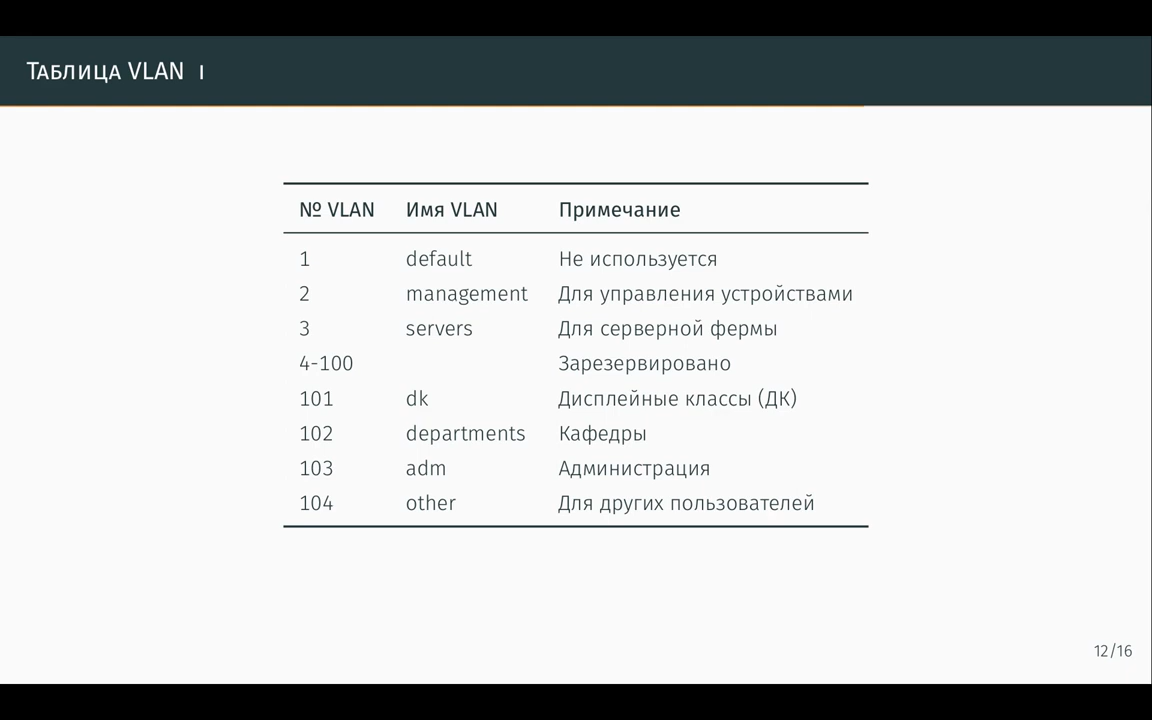 Таблица VLAN I
№ VLAN Имя VLAN Примечание
1 default Не используется
2 management Для управления устройствами
3 servers Для серверной фермы
4-100 Зарезервировано
101 dk Дисплейные классы (ДК)
102 departments Кафедры
103 adm Администрация
104 other Для других пользователей
12/16